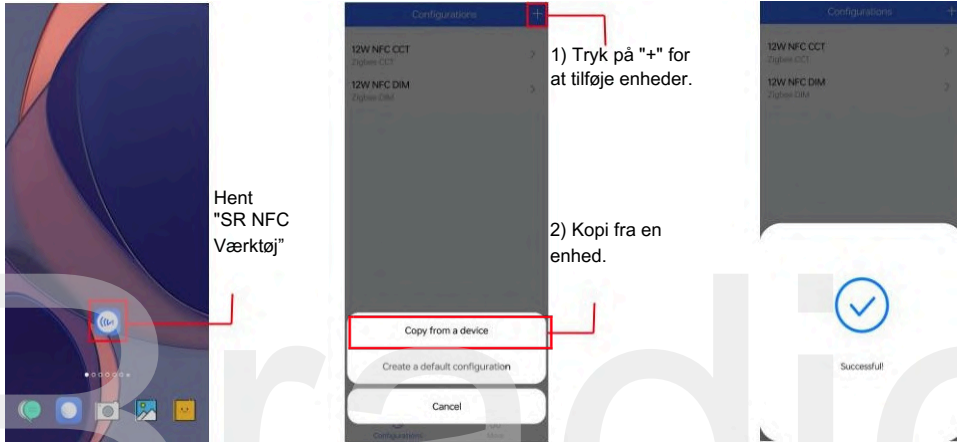 Hent
"SR NFC
Værktøj”
Configurations +
12W NFC CCT
Zigbee CCT
12W NFC DIM
Zigbee DIM
Copy from a device
Create a default configuration
Cancel
Configurations More
1) Tryk på "+" for
at tilføje enheder.
2) Kopi fra en
enhed.
Configurations +
12W NFC CCT
Zigbee CCT
12W NFC DIM
Zigbee DIM
Successful!
Bradio